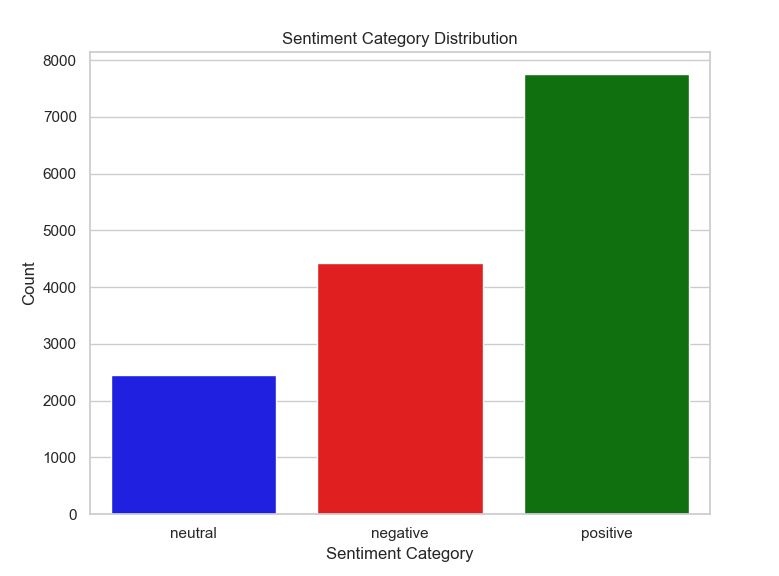 Sentiment Category Distribution
8000
7000
6000
5000
4000
3000
2000
1000
0
Count
neutral negative positive
Sentiment Category